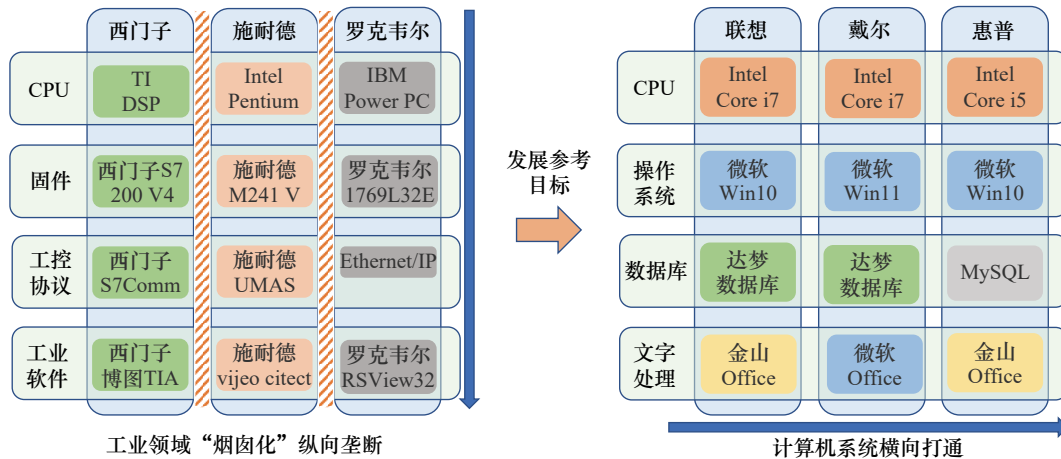 西门子
施耐德
罗克韦尔
CPU
TI
DSP
Intel
Pentium
IBM
Power PC
固件
西门子S7
200 V4
施耐德
M241 V
罗克韦尔
1769L32E
工控
协议
西门子
S7Comm
施耐德
UMAS
Ethernet/IP
工业
软件
西门子
博图TIA
施耐德
vijeo citect
罗克韦尔
RSView32
工业领域“烟囱化”纵向垄断
发展参考
目标
联想
戴尔
惠普
CPU
Intel
Core i7
Intel
Core i7
Intel
Core i5
操作
系统
微软
Win10
微软
Win11
微软
Win10
数据库
达梦
数据库
达梦
数据库
MySQL
文字
处理
金山
Office
微软
Office
金山
Office
计算机系统横向打通